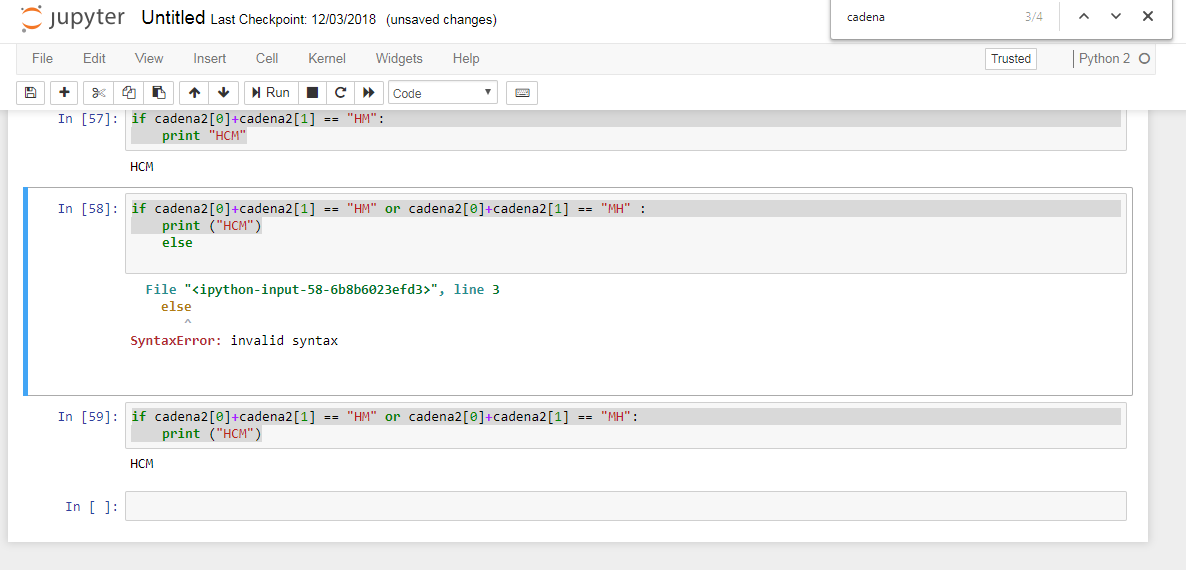 jupyter Untitled Last Checkpoint: 12/03/2018 (unsaved changes)
cadena 3/4
File Edit View Insert Cell Kernel Widgets Help Trusted Python 2
Run Code
In [57]: if cadena2[0]+cadena2[1] == "HM":
print "HCM"
HCM
In [58]: if cadena2[0]+cadena2[1] == "HM" or cadena2[0]+cadena2[1] == "MH" :
print ("HCM")
else
File "<ipython-input-58-6b8b6023efd3>", line 3
else
^
SyntaxError: invalid syntax
In [59]: if cadena2[0]+cadena2[1] == "HM" or cadena2[0]+cadena2[1] == "MH":
print ("HCM")
HCM
In [ ]: